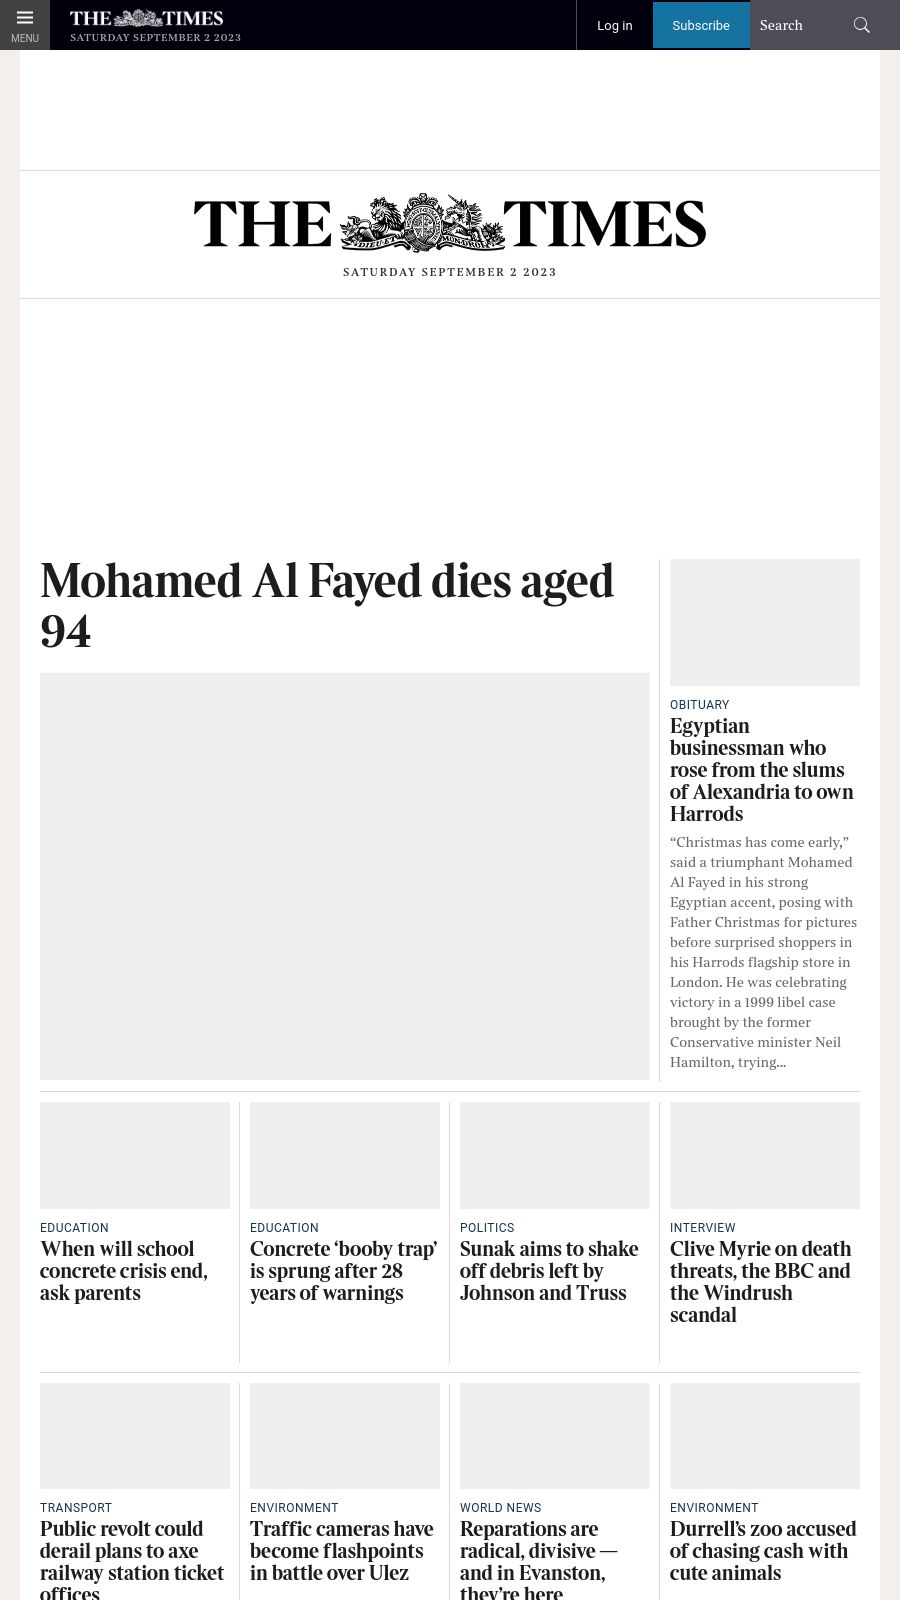 MENU
THE TIMES
SATURDAY SEPTEMBER 2 2023
Log in
Subscribe
Search
THE TIMES
DIEU ET MON DROIT
SATURDAY SEPTEMBER 2 2023
Mohamed Al Fayed dies aged
94
OBITUARY
Egyptian
businessman who
rose from the slums
of Alexandria to own
Harrods
“Christmas has come early,”
said a triumphant Mohamed
Al Fayed in his strong
Egyptian accent, posing with
Father Christmas for pictures
before surprised shoppers in
his Harrods flagship store in
London. He was celebrating
victory in a 1999 libel case
brought by the former
Conservative minister Neil
Hamilton, trying...
EDUCATION
When will school
concrete crisis end,
ask parents
EDUCATION
Concrete ‘booby trap’
is sprung after 28
years of warnings
POLITICS
Sunak aims to shake
off debris left by
Johnson and Truss
INTERVIEW
Clive Myrie on death
threats, the BBC and
the Windrush
scandal
TRANSPORT
Public revolt could
derail plans to axe
railway station ticket
offices
ENVIRONMENT
Traffic cameras have
become flashpoints
in battle over Ulez
WORLD NEWS
Reparations are
radical, divisive —
and in Evanston,
they’re here
ENVIRONMENT
Durrell’s zoo accused
of chasing cash with
cute animals